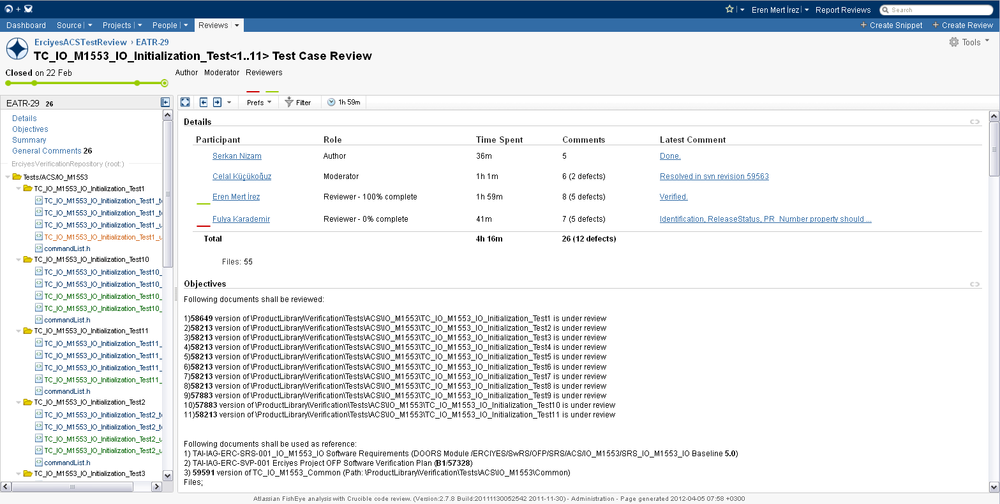 +
Eren Mert İrez Report Reviews Search
Dashboard Source Projects People Reviews
+ Create Snippet + Create Review
ErciyesACSTestReview › EATR-29
Tools
TC_IO_M1553_IO_Initialization_Test<1..11> Test Case Review
Closed on 22 Feb
Author Moderator Reviewers
EATR-29 26
Prefs Filter 1h 59m
Details
Objectives
Summary
General Comments 26
ErciyesVerificationRepository (root:)
Tests/ACS/IO_M1553
TC_IO_M1553_IO_Initialization_Test1
TC_IO_M1553_IO_Initialization_Test1_t
TC_IO_M1553_IO_Initialization_Test1_t
TC_IO_M1553_IO_Initialization_Test1_u
TC_IO_M1553_IO_Initialization_Test1_u
commandList.h
TC_IO_M1553_IO_Initialization_Test10
TC_IO_M1553_IO_Initialization_Test10_
TC_IO_M1553_IO_Initialization_Test10_
TC_IO_M1553_IO_Initialization_Test10_
TC_IO_M1553_IO_Initialization_Test10_
commandList.h
TC_IO_M1553_IO_Initialization_Test11
TC_IO_M1553_IO_Initialization_Test11_
TC_IO_M1553_IO_Initialization_Test11_
TC_IO_M1553_IO_Initialization_Test11_
TC_IO_M1553_IO_Initialization_Test11_
commandList.h
TC_IO_M1553_IO_Initialization_Test2
TC_IO_M1553_IO_Initialization_Test2_t
TC_IO_M1553_IO_Initialization_Test2_t
TC_IO_M1553_IO_Initialization_Test2_u
TC_IO_M1553_IO_Initialization_Test2_u
commandList.h
TC_IO_M1553_IO_Initialization_Test3
Details
Participant Role Time Spent Comments Latest Comment
Serkan Nizam Author 36m 5 Done.
Celal Küçükoğuz Moderator 1h 1m 6 (2 defects) Resolved in svn revision 59563
Eren Mert İrez Reviewer - 100% complete 1h 59m 8 (5 defects) Verified.
Fulya Karademir Reviewer - 0% complete 41m 7 (5 defects) Identification, ReleaseStatus, PR_Number property should ...
Total 4h 16m 26 (12 defects)
Files: 55
Objectives
Following documents shall be reviewed:
1)58649 version of \ProductLibrary\Verification\Tests\ACS\IO_M1553\TC_IO_M1553_IO_Initialization_Test1 is under review
2)58213 version of \ProductLibrary\Verification\Tests\ACS\IO_M1553\TC_IO_M1553_IO_Initialization_Test2 is under review
3)58213 version of \ProductLibrary\Verification\Tests\ACS\IO_M1553\TC_IO_M1553_IO_Initialization_Test3 is under review
4)58213 version of \ProductLibrary\Verification\Tests\ACS\IO_M1553\TC_IO_M1553_IO_Initialization_Test4 is under review
5)58213 version of \ProductLibrary\Verification\Tests\ACS\IO_M1553\TC_IO_M1553_IO_Initialization_Test5 is under review
6)58213 version of \ProductLibrary\Verification\Tests\ACS\IO_M1553\TC_IO_M1553_IO_Initialization_Test6 is under review
7)58213 version of \ProductLibrary\Verification\Tests\ACS\IO_M1553\TC_IO_M1553_IO_Initialization_Test7 is under review
8)58213 version of \ProductLibrary\Verification\Tests\ACS\IO_M1553\TC_IO_M1553_IO_Initialization_Test8 is under review
9)57883 version of \ProductLibrary\Verification\Tests\ACS\IO_M1553\TC_IO_M1553_IO_Initialization_Test9 is under review
10)57883 version of \ProductLibrary\Verification\Tests\ACS\IO_M1553\TC_IO_M1553_IO_Initialization_Test10 is under review
11)58213 version of \ProductLibrary\Verification\Tests\ACS\IO_M1553\TC_IO_M1553_IO_Initialization_Test11 is under review
Following documents shall be used as reference:
1) TAI-IAG-ERC-SRS-001_IO_M1553_IO Software Requirements (DOORS Module /ERCIYES/SwRS/OFP/SRS/ACS/IO_M1553/SRS_IO_M1553_IO Baseline 5.0)
2) TAI-IAG-ERC-SVP-001 Erciyes Project OFP Software Verification Plan (B1/57328)
3) 59591 version of TC_IO_M1553_Common (Path: \ProductLibrary\Verification\Tests\ACS\IO_M1553\Common)
Files;
Atlassian FishEye analysis with Crucible code review. (Version:2.7.8 Build:20111130052542 2011-11-30) - Administration - Page generated 2012-04-05 07:58 +0300